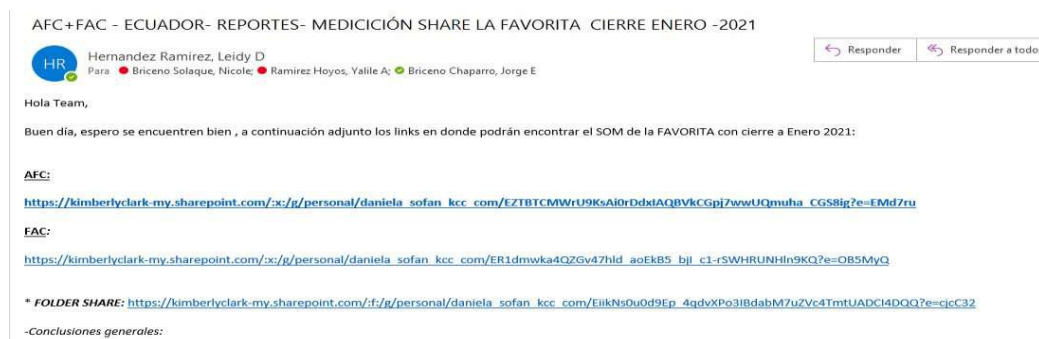 AFC+FAC - ECUADOR- REPORTES- MEDICICIÓN SHARE LA FAVORITA CIERRE ENERO -2021
HR
Hernandez Ramirez, Leidy D
Responder
Responder a todo
Para Briceno Solaque, Nicole; Ramirez Hoyos, Yalile A; Briceno Chaparro, Jorge E
Hola Team,
Buen día, espero se encuentren bien , a continuación adjunto los links en donde podrán encontrar el SOM de la FAVORITA con cierre a Enero 2021:
AFC:
https://kimberlyclark-my.sharepoint.com/:x:/g/personal/daniela_sofan_kcc_com/EZTBTCMWrU9KsAi0rDdxIAQBVkCGpj7wwUQmuha_CGS8ig?e=EMd7ru
FAC:
https://kimberlyclark-my.sharepoint.com/:x:/g/personal/daniela_sofan_kcc_com/ER1dmwka4QZGv47hld_aoEkB5_bjI_c1-rSWHRUNHln9KQ?e=OB5MyQ
* FOLDER SHARE: https://kimberlyclark-my.sharepoint.com/:f:/g/personal/daniela_sofan_kcc_com/EiikNs0u0d9Ep_4qdvXPo3IBdabM7uZVc4TmtUADCI4DQQ?e=cjcC32
-Conclusiones generales: